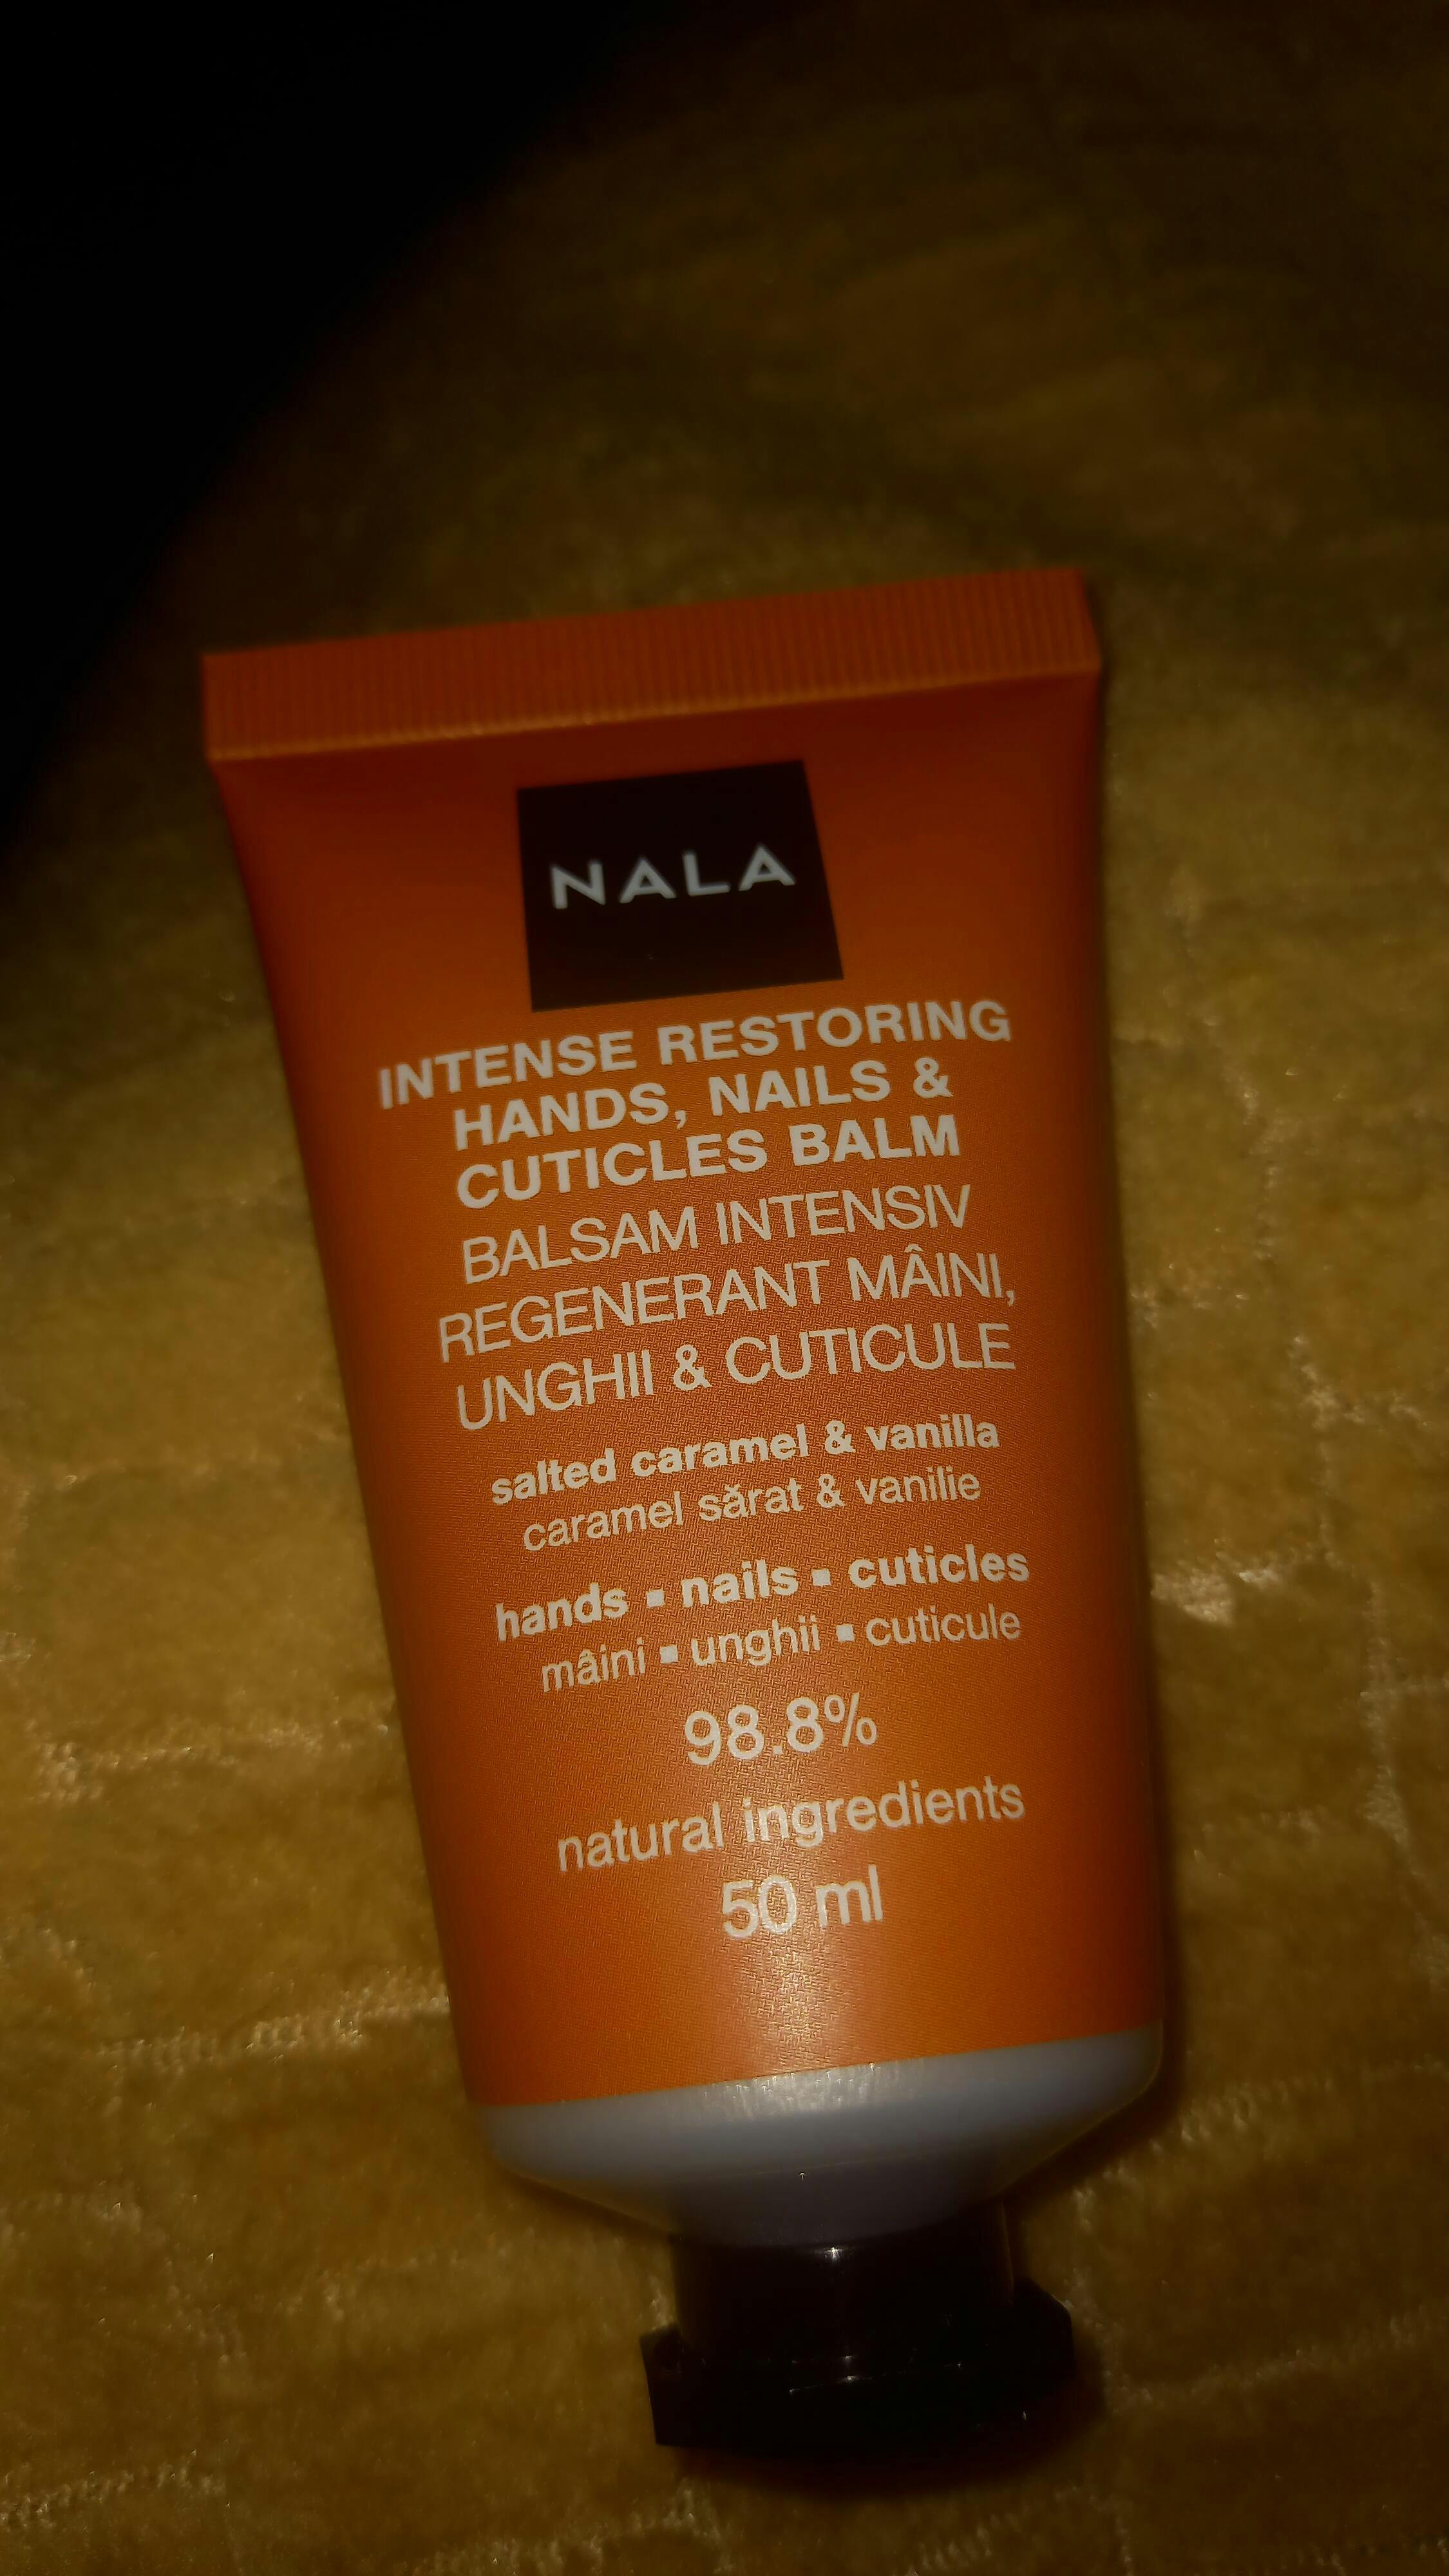 NALA
INTENSE RESTORING
HANDS, NAILS &
CUTICLES BALM
BALSAM INTENSIV
REGENERANT MÂINI,
UNGHII & CUTICULE
salted caramel & vanilla
caramel sărat & vanilie
hands ▪ nails ▪ cuticles
mâini ▪ unghii ▪ cuticule
98.8%
natural ingredients
50 ml